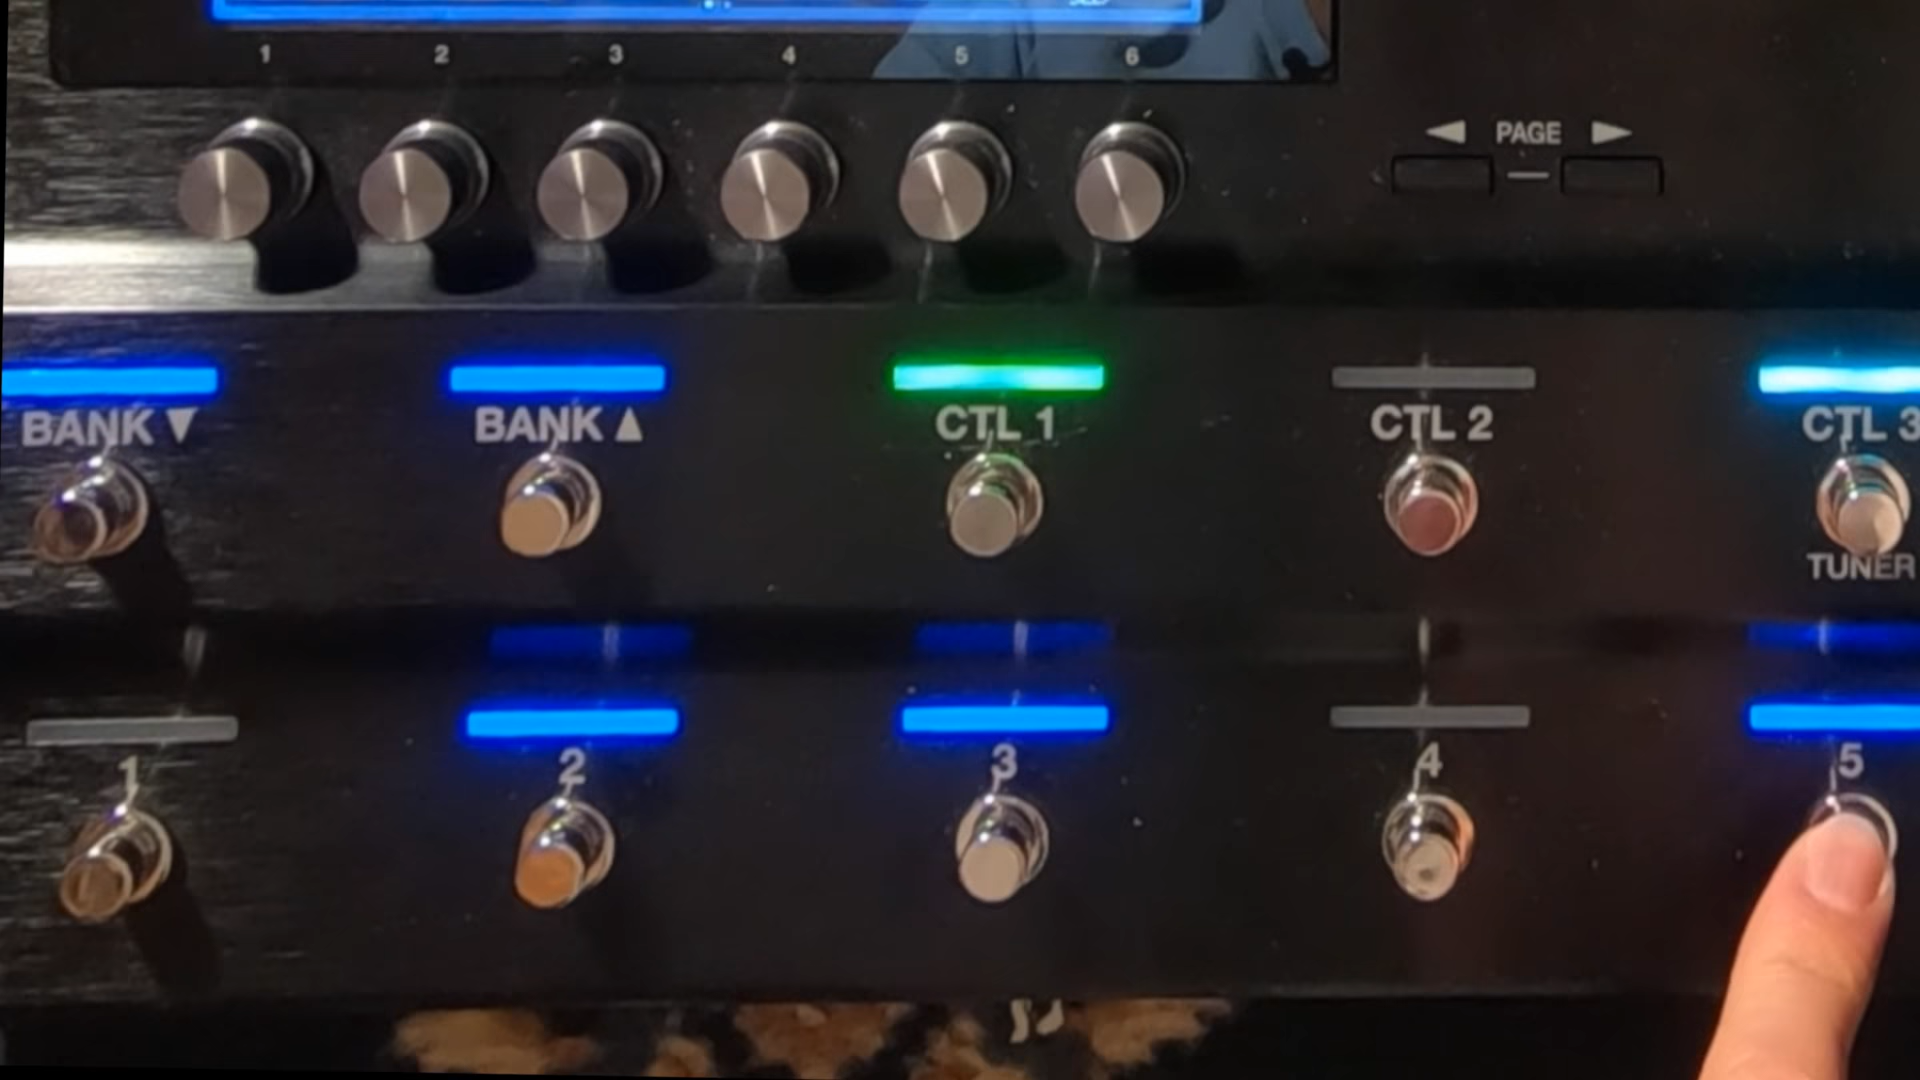 1 2 3 4 5 6
◀ PAGE ▶
BANK ▼ BANK ▲ CTL 1 CTL 2 CTL 3
TUNER
1 2 3 4 5